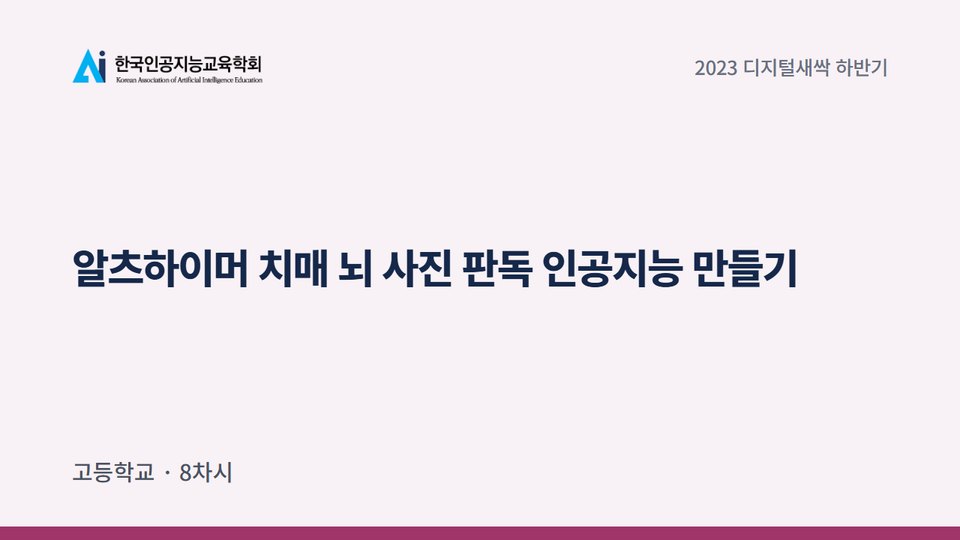 한국인공지능교육학회
Korean Association of Artificial Intelligence Education
2023 디지털새싹 하반기
알츠하이머 치매 뇌 사진 판독 인공지능 만들기
고등학교 · 8차시